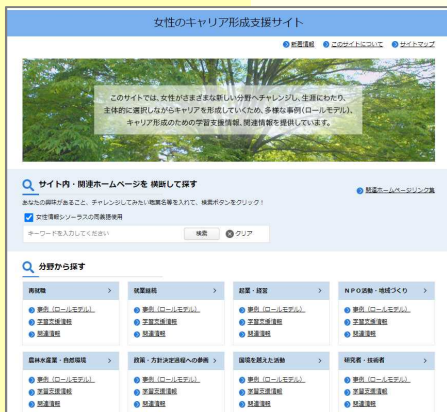 女性のキャリア形成支援サイト
新着情報 このサイトについて サイトマップ
このサイトでは、女性がさまざまな新しい分野へチャレンジし、生涯にわたり、
主体的に選択しながらキャリアを形成していくため、多様な事例(ロールモデル)、
キャリア形成のための学習支援情報、関連情報を提供しています。
サイト内・関連ホームページを 横断して探す
関連ホームページリンク集
あなたの興味があること、チャレンジしてみたい職業名等を入れて、検索ボタンをクリック!
女性情報シソーラスの同義語使用
キーワードを入力してください 検索 クリア
分野から探す
再就職 就業継続 起業・経営 NPO活動・地域づくり
事例(ロールモデル) 事例(ロールモデル) 事例(ロールモデル) 事例(ロールモデル)
学習支援情報 学習支援情報 学習支援情報 学習支援情報
関連情報 関連情報 関連情報 関連情報
農林水産業・自然環境 政策・方針決定過程への参画 国境を越えた活動 研究者・技術者
事例(ロールモデル) 事例(ロールモデル) 事例(ロールモデル) 事例(ロールモデル)
学習支援情報 学習支援情報 学習支援情報 学習支援情報
関連情報 関連情報 関連情報 関連情報